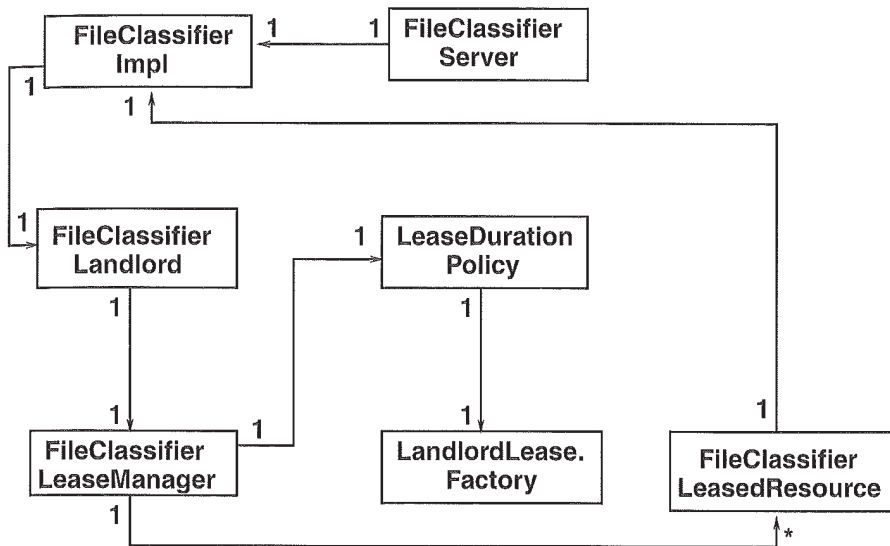 1
1
FileClassifier
Impl
FileClassifier
Server
1
1
1
FileClassifier
Landlord
1
LeaseDuration
Policy
1
1
1
1
1
1
FileClassifier
LeaseManager
LandlordLease.
Factory
FileClassifier
LeasedResource
1
*